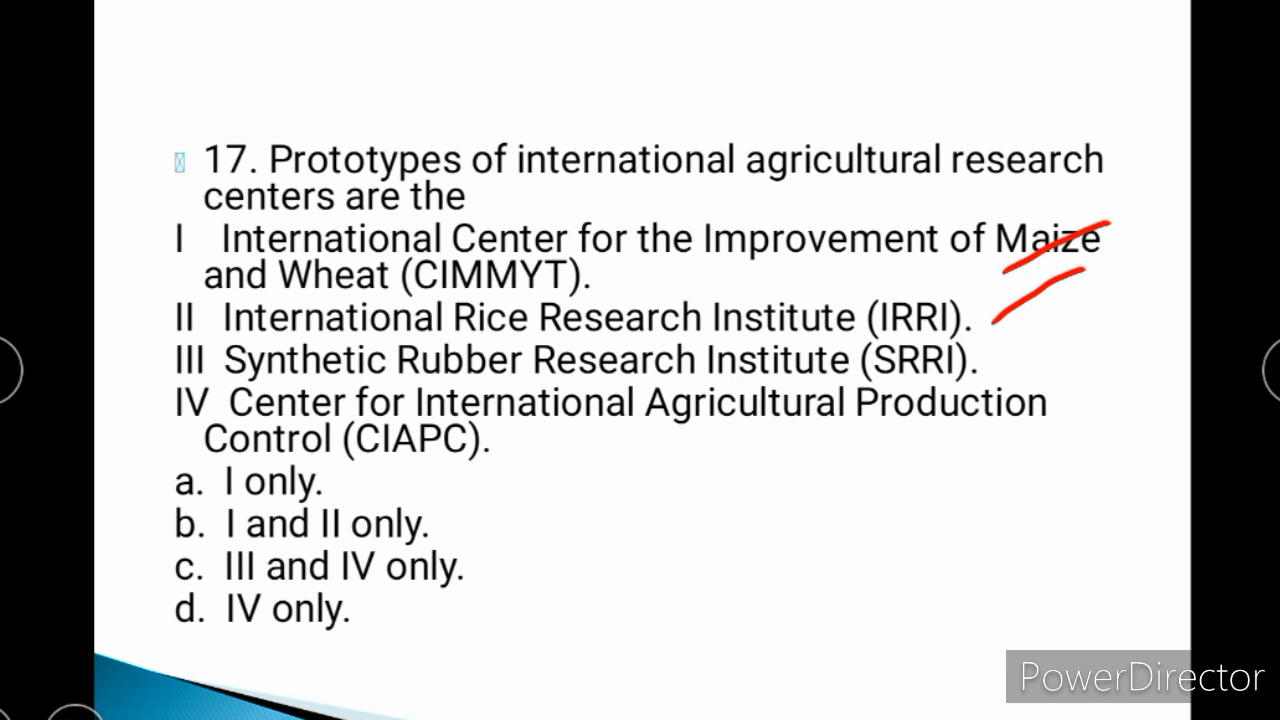 17. Prototypes of international agricultural research
centers are the
I International Center for the Improvement of Maize
and Wheat (CIMMYT).
II International Rice Research Institute (IRRI).
III Synthetic Rubber Research Institute (SRRI).
IV Center for International Agricultural Production
Control (CIAPC).
a. I only.
b. I and II only.
c. III and IV only.
d. IV only.
PowerDirector